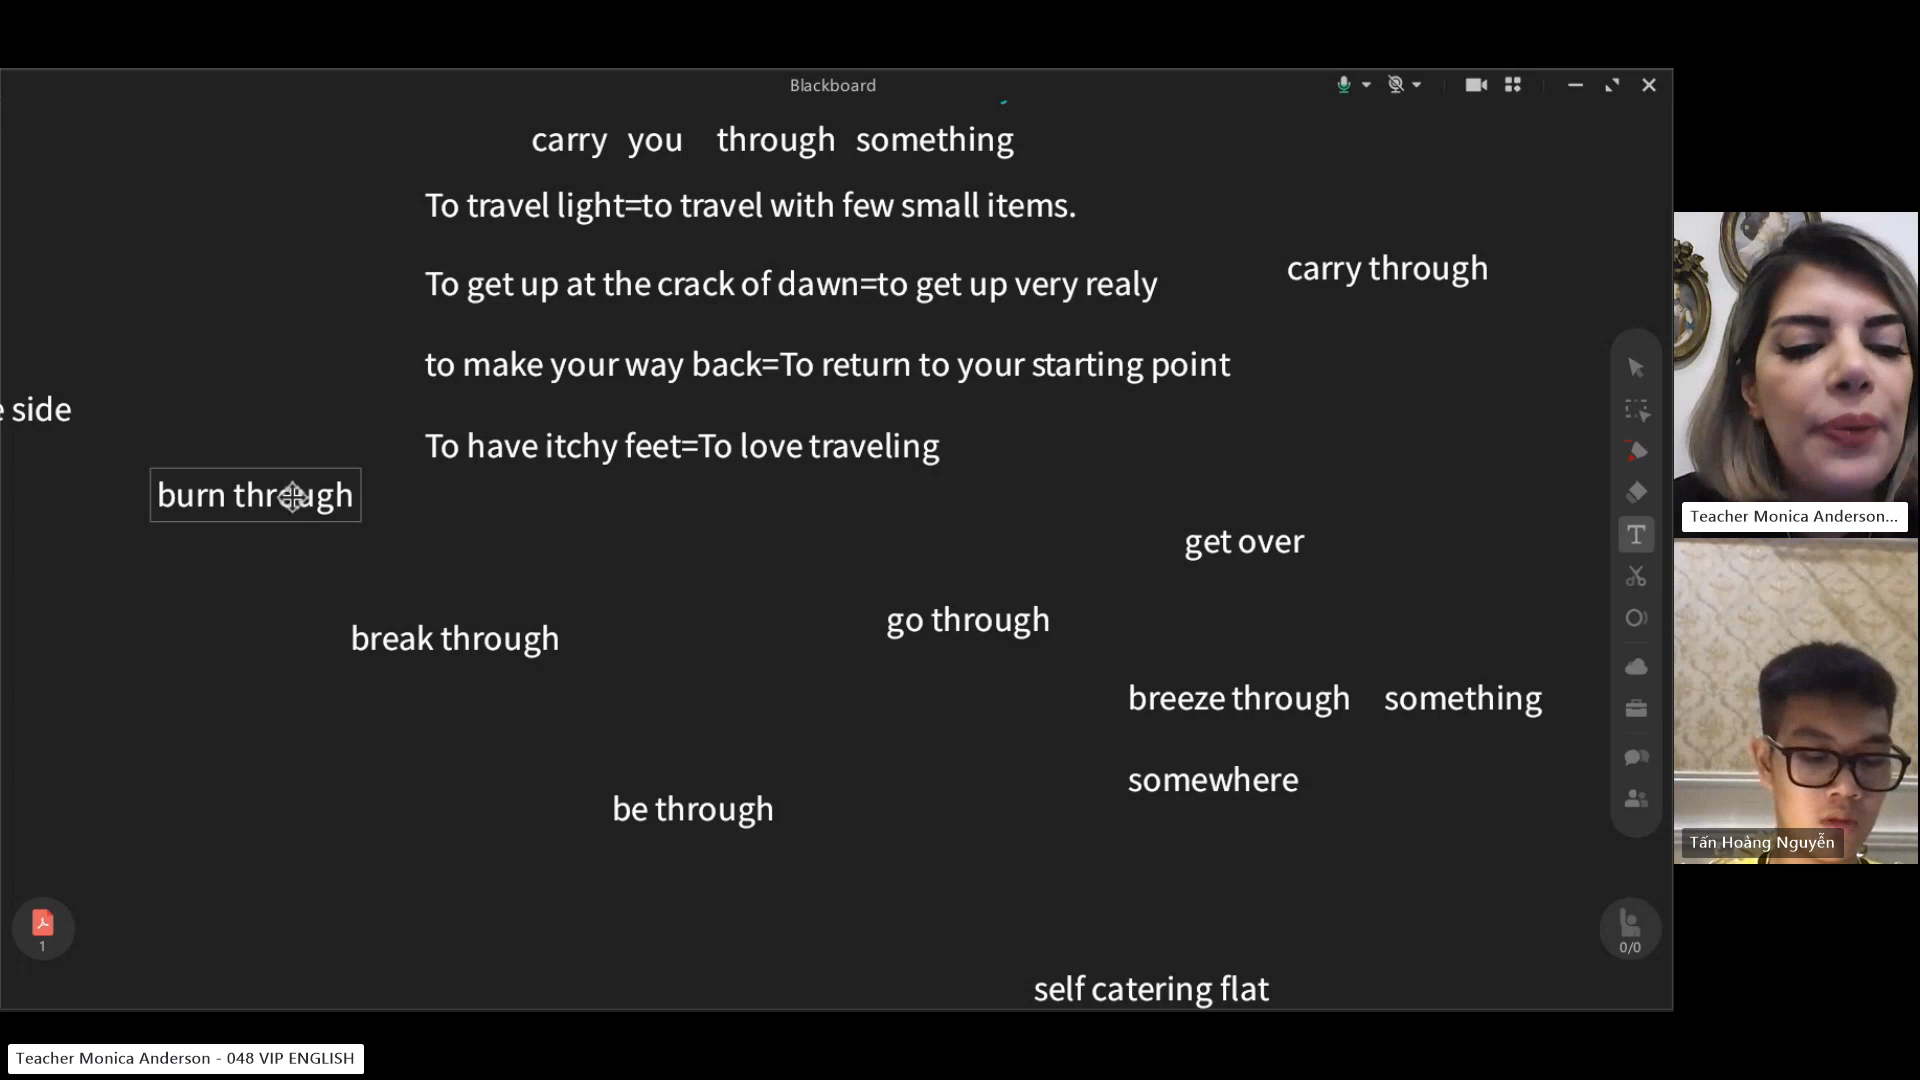 Blackboard
carry you through something
To travel light=to travel with few small items.
carry through
To get up at the crack of dawn=to get up very realy
to make your way back=To return to your starting point
e side
To have itchy feet=To love traveling
burn through
Teacher Monica Anderson...
get over
go through
break through
breeze through something
somewhere
be through
Tấn Hoàng Nguyễn
1
0/0
self catering flat
Teacher Monica Anderson - 048 VIP ENGLISH